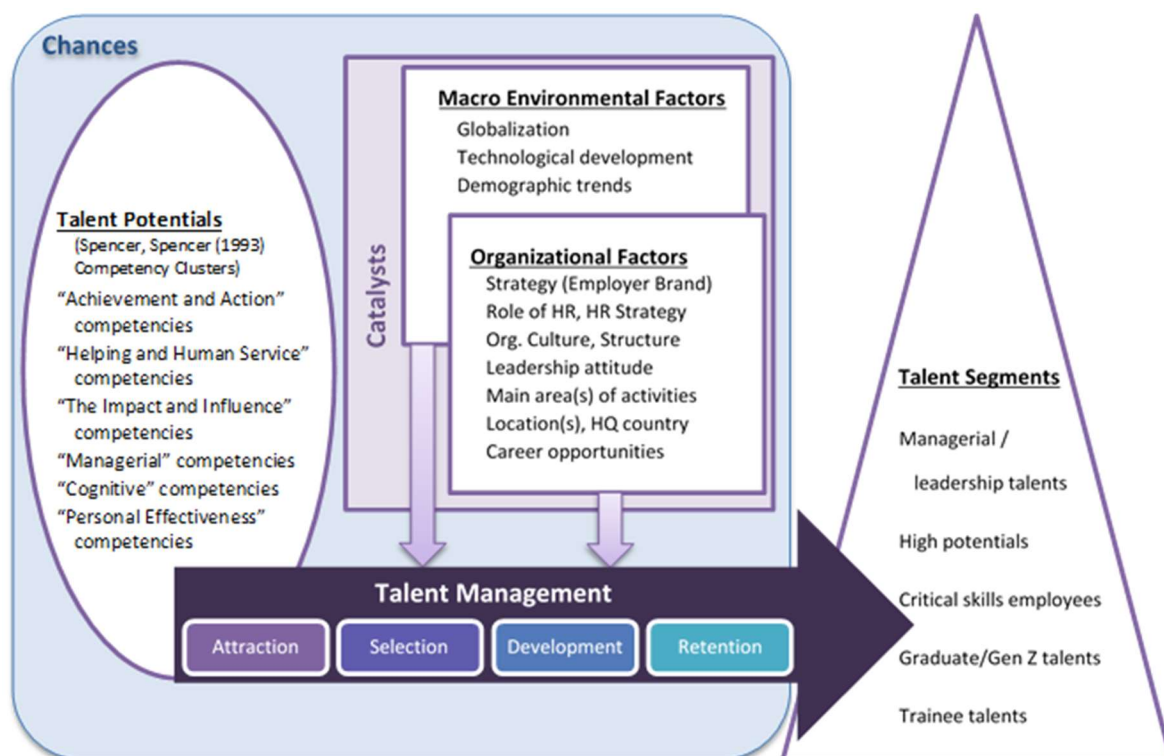 Chances
Talent Potentials
(Spencer, Spencer (1993)
Competency Clusters)
“Achievement and Action”
competencies
“Helping and Human Service”
competencies
“The Impact and Influence”
competencies
“Managerial” competencies
“Cognitive” competencies
“Personal Effectiveness”
competencies
Catalysts
Macro Environmental Factors
Globalization
Technological development
Demographic trends
Organizational Factors
Strategy (Employer Brand)
Role of HR, HR Strategy
Org. Culture, Structure
Leadership attitude
Main area(s) of activities
Location(s), HQ country
Career opportunities
Talent Management
Attraction
Selection
Development
Retention
Talent Segments
Managerial /
leadership talents
High potentials
Critical skills employees
Graduate/Gen Z talents
Trainee talents